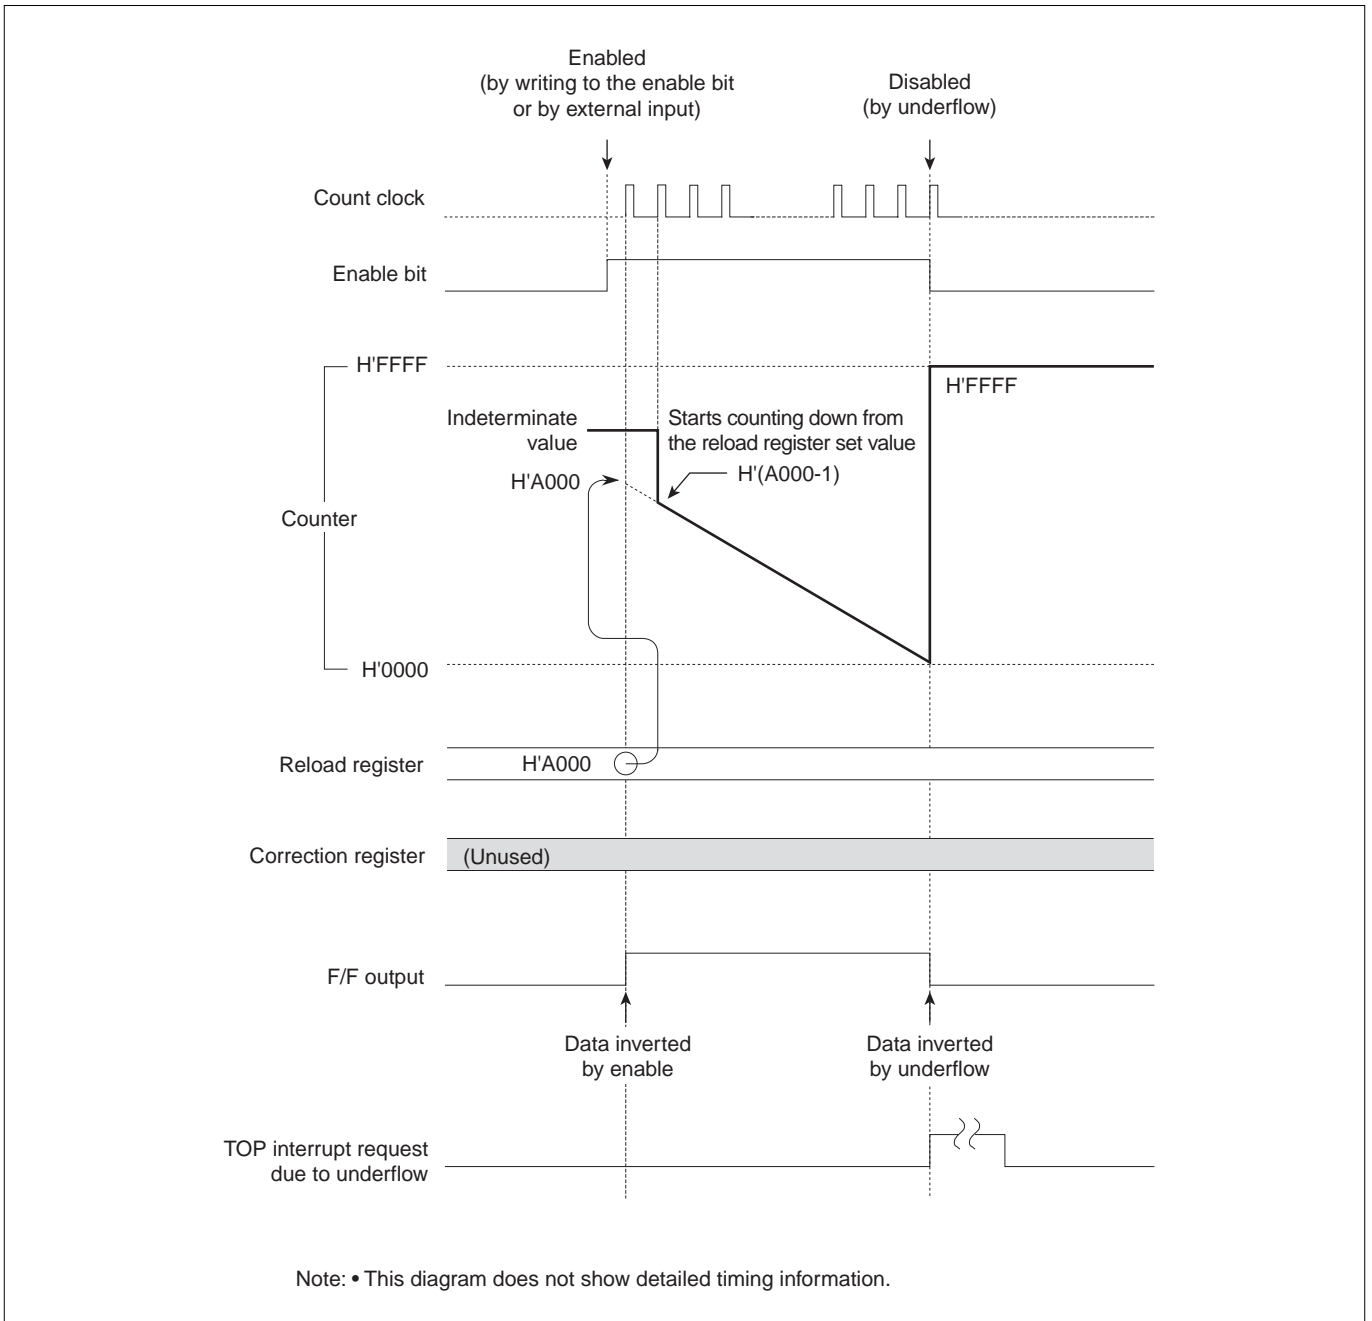 Enabled
(by writing to the enable bit
or by external input)
Disabled
(by underflow)
Count clock
Enable bit
H'FFFF
H'FFFF
Indeterminate
value
Starts counting down from
the reload register set value
H'A000
H'(A000-1)
Counter
H'0000
Reload register
H'A000
Correction register
(Unused)
F/F output
Data inverted
by enable
Data inverted
by underflow
TOP interrupt request
due to underflow
Note: • This diagram does not show detailed timing information.